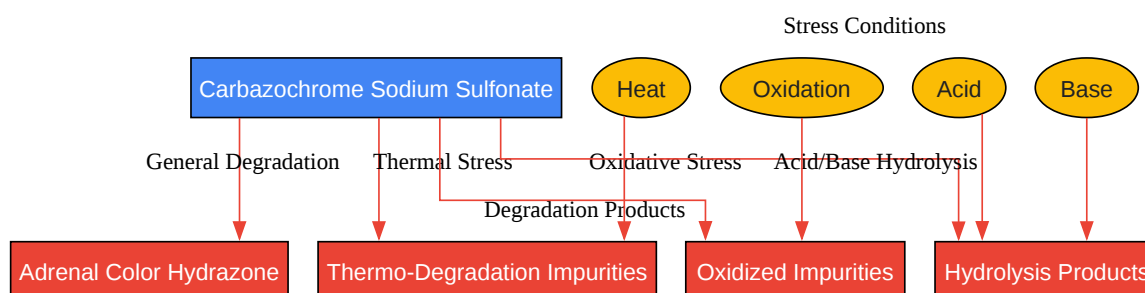 Stress Conditions
Carbazochrome Sodium Sulfonate
Heat
Oxidation
Acid
Base
General Degradation
Thermal Stress
Oxidative Stress
Acid/Base Hydrolysis
Degradation Products
Adrenal Color Hydrazone
Thermo-Degradation Impurities
Oxidized Impurities
Hydrolysis Products